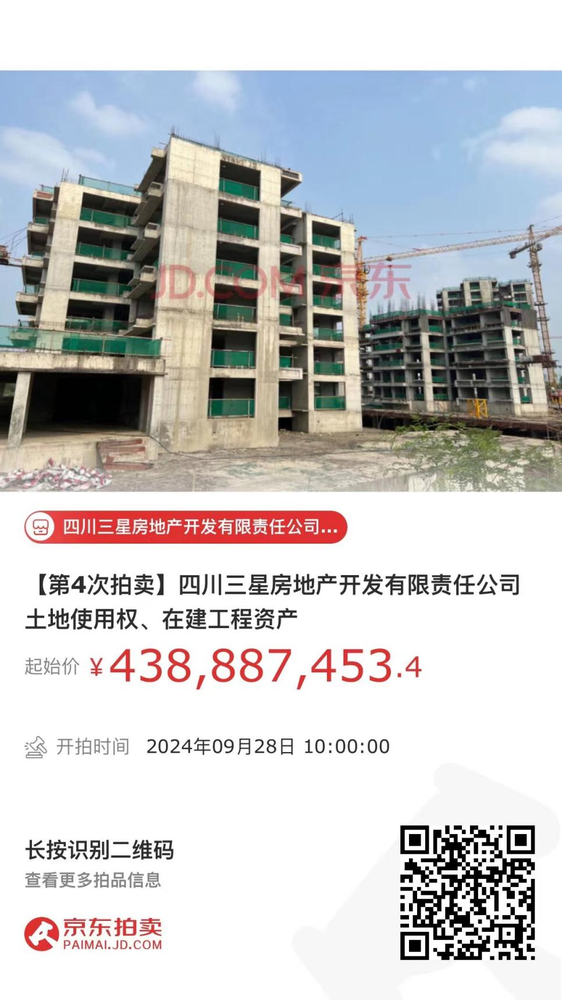 JD.COM 京东
四川三星房地产开发有限责任公司...
【第4次拍卖】四川三星房地产开发有限责任公司
土地使用权、在建工程资产
起始价 ¥438,887,453.4
开拍时间 2024年09月28日 10:00:00
长按识别二维码
查看更多拍品信息
京东拍卖
PAIMAI.JD.COM